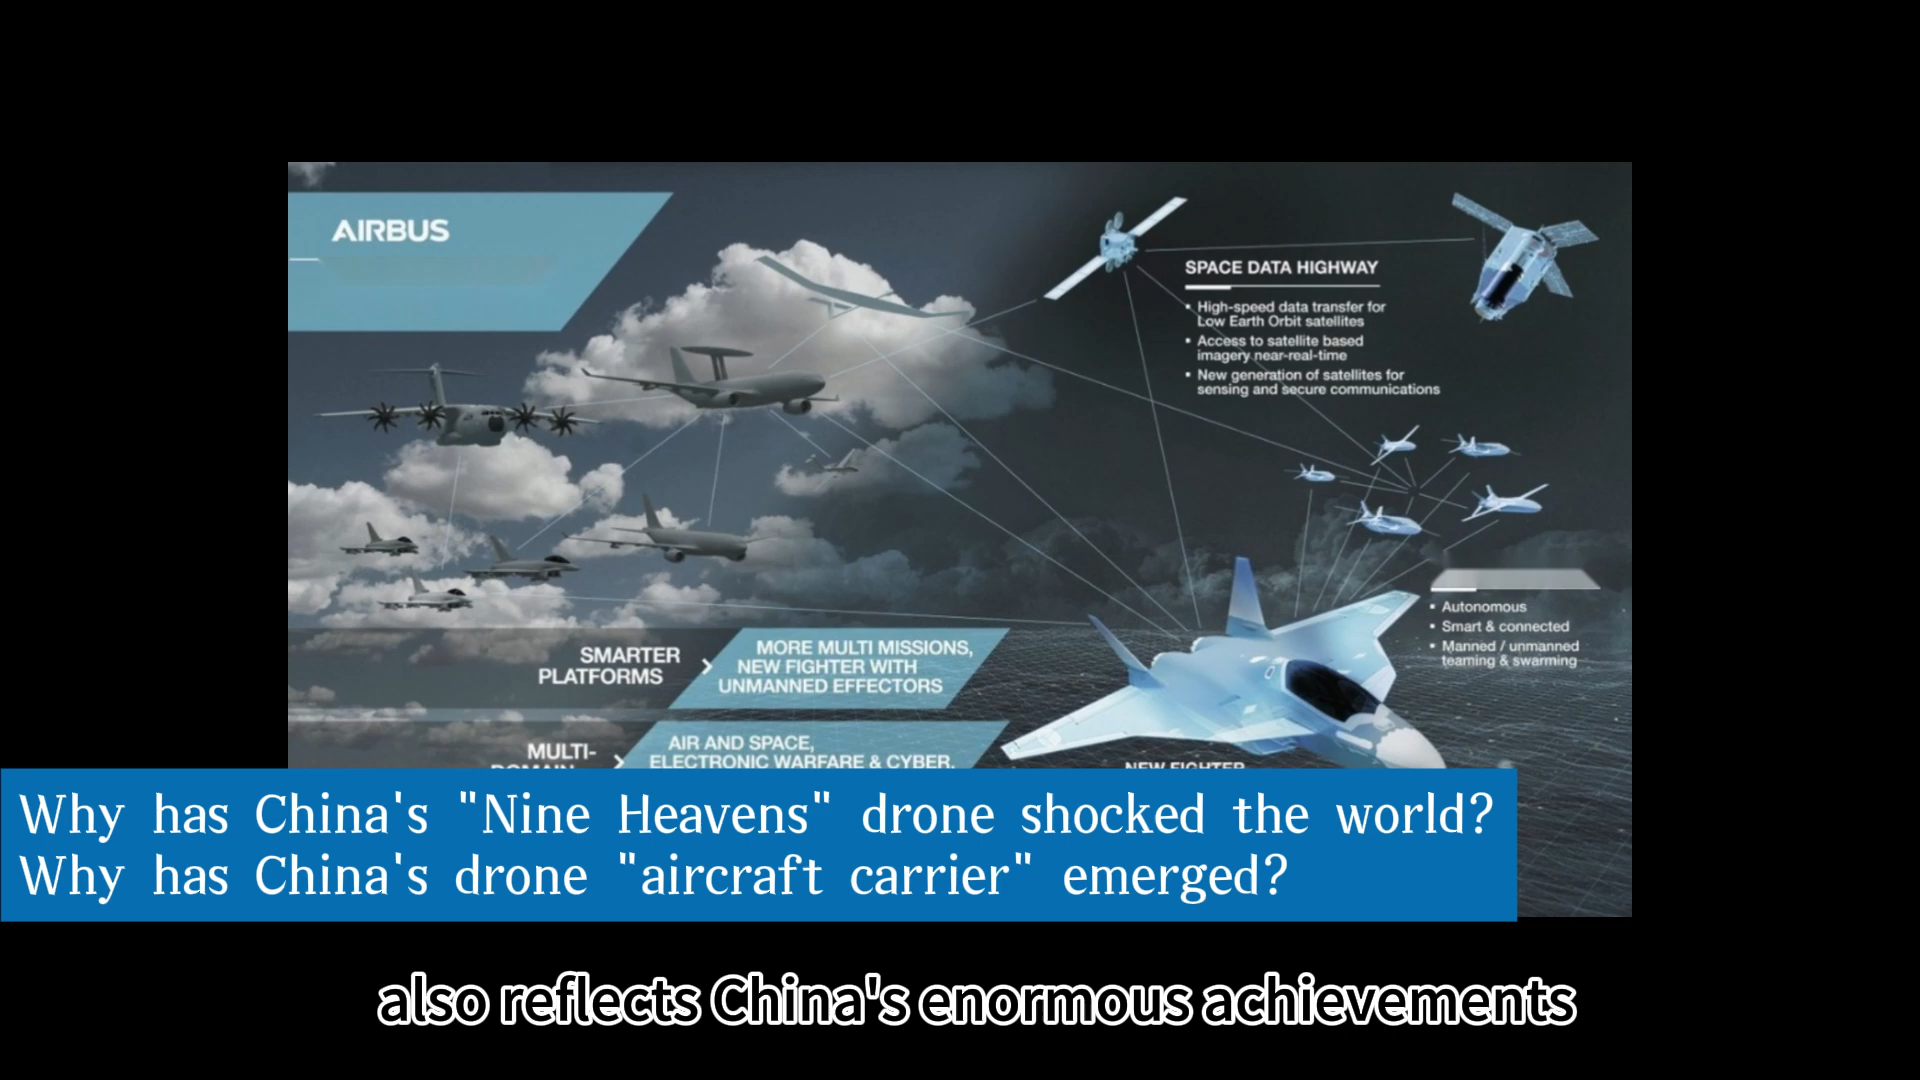 AIRBUS
SPACE DATA HIGHWAY
▪ High-speed data transfer for
Low Earth Orbit satellites
▪ Access to satellite based
imagery near-real-time
▪ New generation of satellites for
sensing and secure communications
▪ Autonomous
▪ Smart & connected
▪ Manned / unmanned
teaming & swarming
SMARTER
PLATFORMS
MORE MULTI MISSIONS,
NEW FIGHTER WITH
UNMANNED EFFECTORS
MULTI-
DOMAIN
AIR AND SPACE,
ELECTRONIC WARFARE & CYBER,
NEW FIGHTER
Why has China's "Nine Heavens" drone shocked the world?
Why has China's drone "aircraft carrier" emerged?
also reflects China's enormous achievements